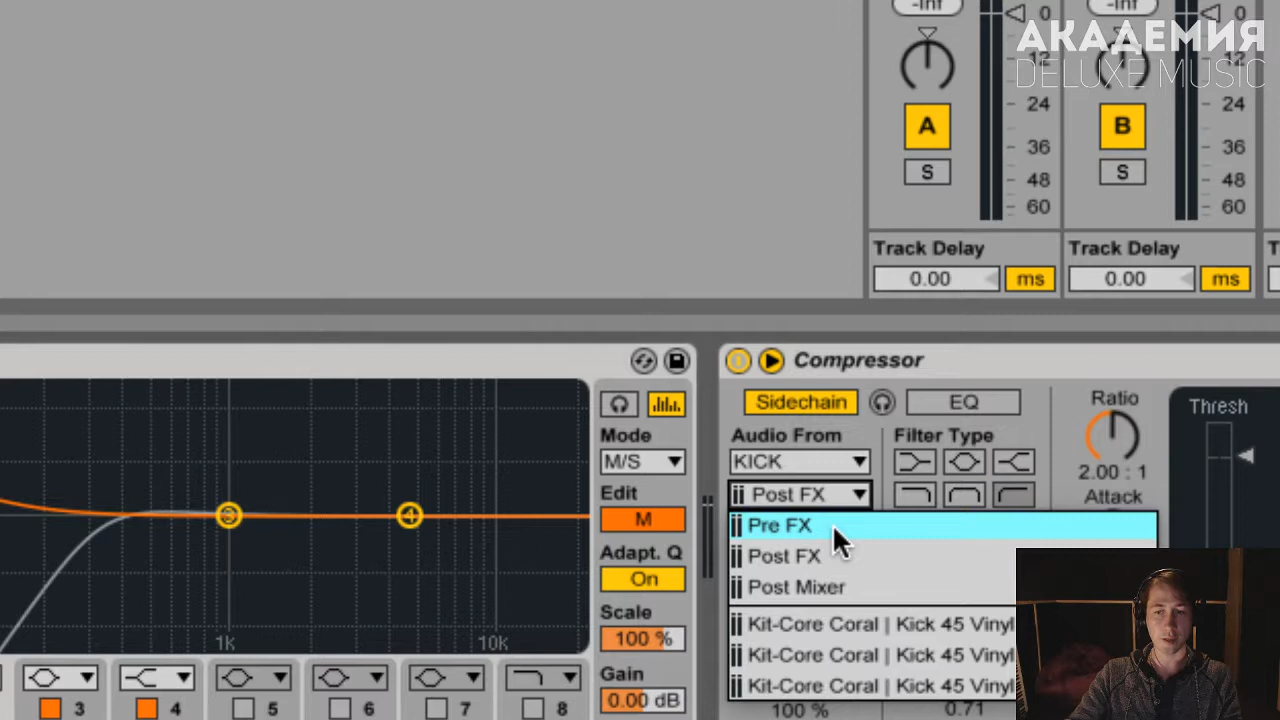 -Inf
-Inf
0
0
АКАДЕМИЯ
DELUXE MUSIC
12
12
24
24
A
B
36
36
S
S
48
48
60
60
Track Delay
Track Delay
0.00
ms
0.00
ms
Compressor
Sidechain
EQ
Ratio
Thresh
Mode
Audio From
Filter Type
M/S
KICK
2.00 : 1
Edit
Post FX
Attack
M
3
4
Pre FX
Adapt. Q
Post FX
On
Post Mixer
Scale
100 %
Kit-Core Coral | Kick 45 Vinyl
1k
10k
Kit-Core Coral | Kick 45 Vinyl
Gain
Kit-Core Coral | Kick 45 Vinyl
0.00 dB
3
4
5
6
7
8
100 %
0.71